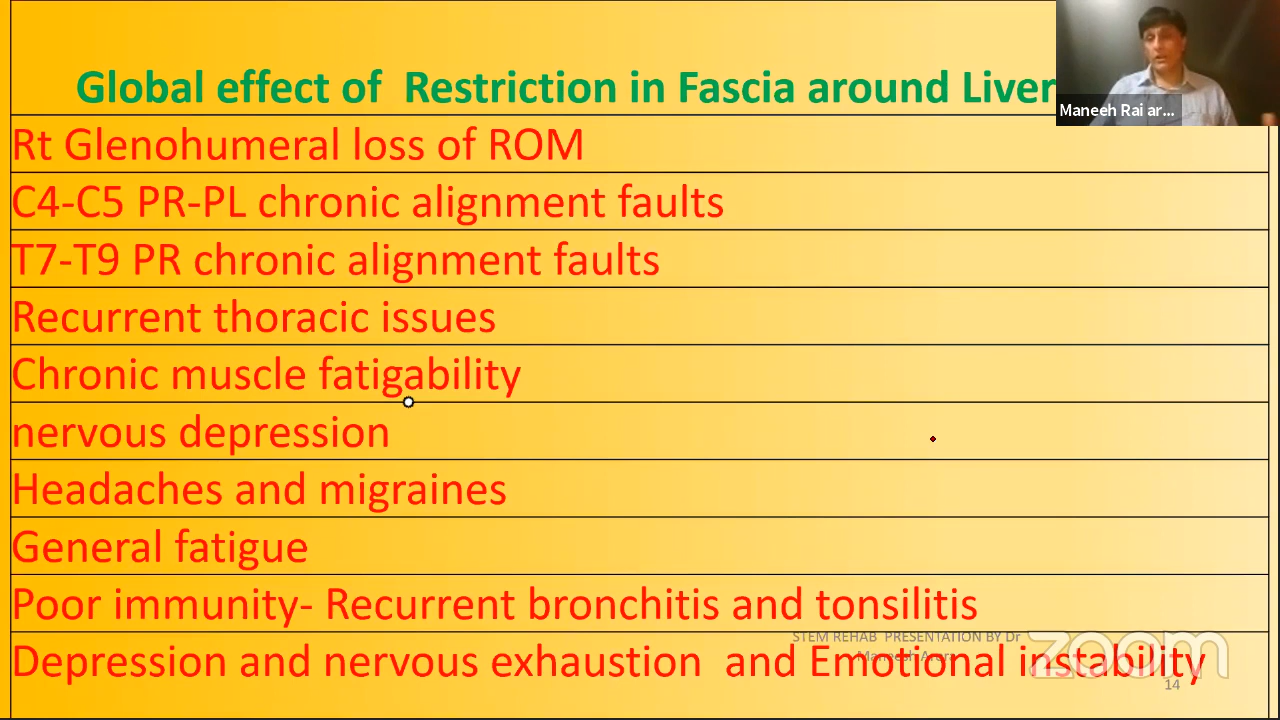 Global effect of  Restriction in Fascia around Liver
Maneeh Rai ar...
Rt Glenohumeral loss of ROM
C4-C5 PR-PL chronic alignment faults
T7-T9 PR chronic alignment faults
Recurrent thoracic issues
Chronic muscle fatigability
nervous depression
Headaches and migraines
General fatigue
Poor immunity- Recurrent bronchitis and tonsilitis
STEM REHAB PRESENTATION BY Dr
Depression and nervous exhaustion  and Emotional instability
zoom
14